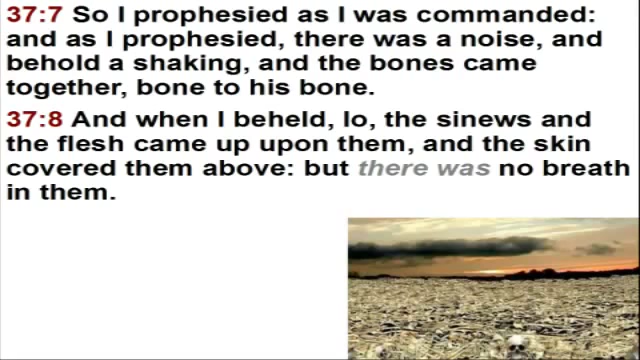 37:7 So I prophesied as I was commanded:
and as I prophesied, there was a noise, and
behold a shaking, and the bones came
together, bone to his bone.
37:8 And when I beheld, lo, the sinews and
the flesh came up upon them, and the skin
covered them above: but there was no breath
in them.